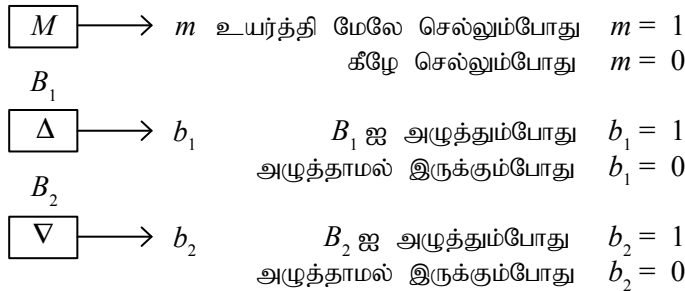 M → m உயர்த்தி மேலே செல்லும்போது m = 1
கீழே செல்லும்போது m = 0
B₁
Δ → b₁ B₁ ஐ அழுத்தும்போது b₁ = 1
அழுத்தாமல் இருக்கும்போது b₁ = 0
B₂
∇ → b₂ B₂ ஐ அழுத்தும்போது b₂ = 1
அழுத்தாமல் இருக்கும்போது b₂ = 0